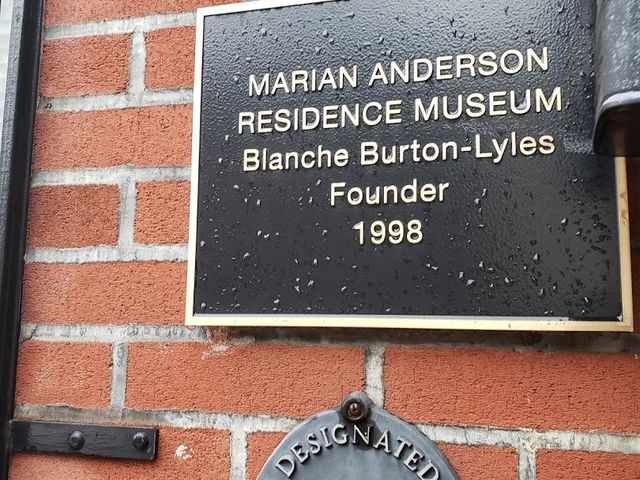 MARIAN ANDERSON
RESIDENCE MUSEUM
Blanche Burton-Lyles
Founder
1998
DESIGNATED